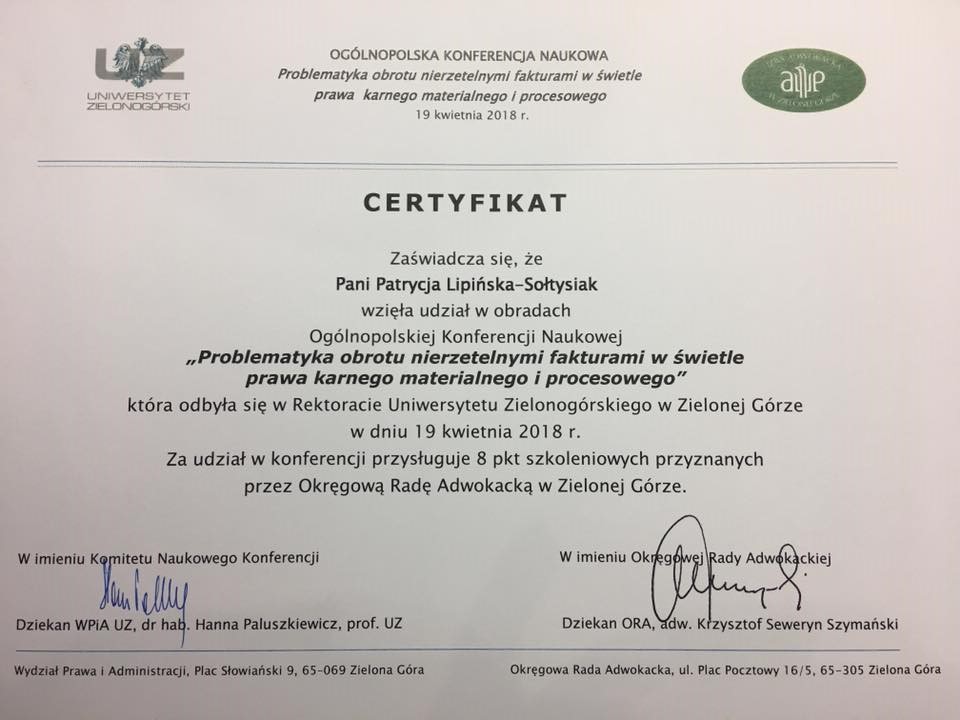 UZ
UNIWERSYTET
ZIELONOGÓRSKI
OGÓLNOPOLSKA KONFERENCJA NAUKOWA
Problematyka obrotu nierzetelnymi fakturami w świetle
prawa karnego materialnego i procesowego
19 kwietnia 2018 r.
IZBA ADWOKACKA
W ZIELONEJ GÓRZE
CERTYFIKAT
Zaświadcza się, że
Pani Patrycja Lipińska-Sołtysiak
wzięła udział w obradach
Ogólnopolskiej Konferencji Naukowej
„Problematyka obrotu nierzetelnymi fakturami w świetle
prawa karnego materialnego i procesowego”
która odbyła się w Rektoracie Uniwersytetu Zielonogórskiego w Zielonej Górze
w dniu 19 kwietnia 2018 r.
Za udział w konferencji przysługuje 8 pkt szkoleniowych przyznanych
przez Okręgową Radę Adwokacką w Zielonej Górze.
W imieniu Komitetu Naukowego Konferencji
Dziekan WPiA UZ, dr hab. Hanna Paluszkiewicz, prof. UZ
W imieniu Okręgowej Rady Adwokackiej
Dziekan ORA, adw. Krzysztof Seweryn Szymański
Wydział Prawa i Administracji, Plac Słowiański 9, 65-069 Zielona Góra
Okręgowa Rada Adwokacka, ul. Plac Pocztowy 16/5, 65-305 Zielona Góra